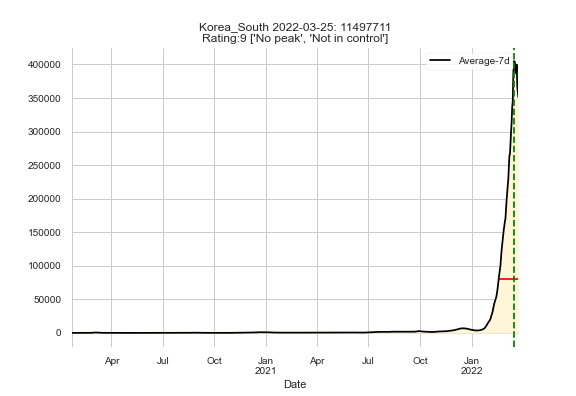 Korea_South 2022-03-25: 11497711
Rating:9 ['No peak', 'Not in control']
Average-7d
400000
350000
300000
250000
200000
150000
100000
50000
0
Apr Jul Oct Jan Apr Jul Oct Jan
2021 2022
Date